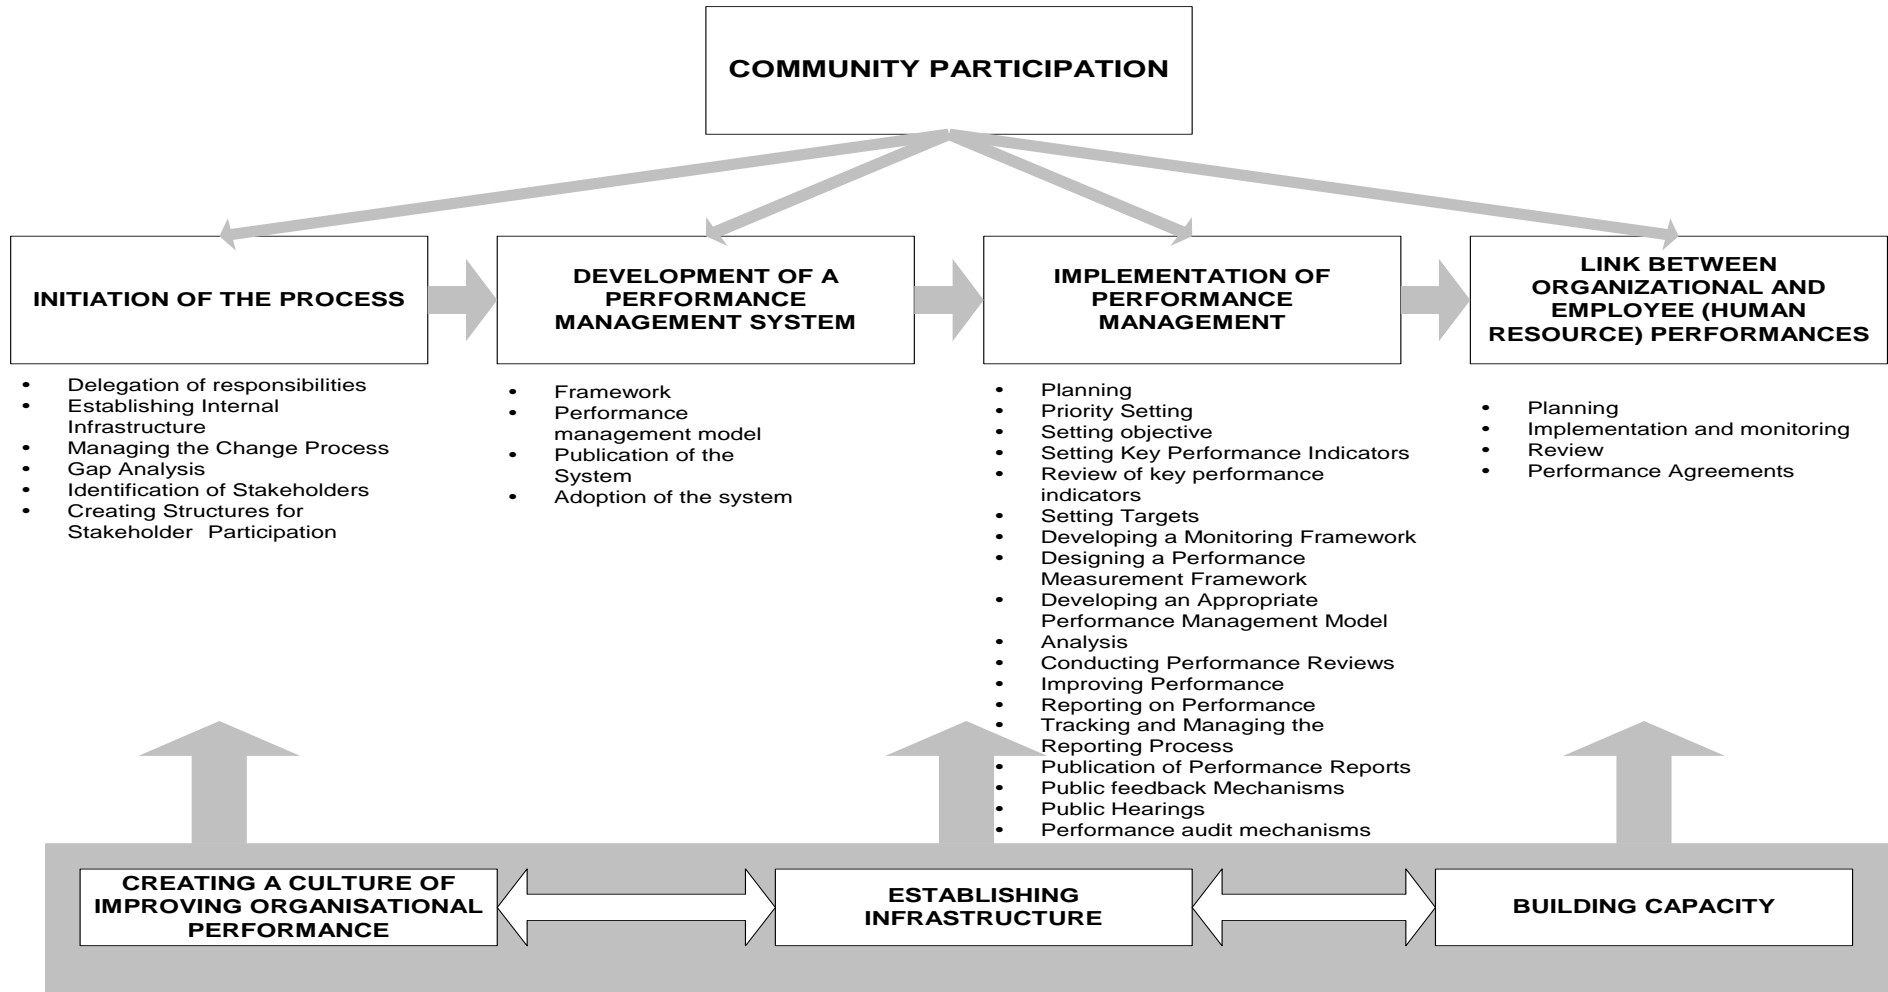 COMMUNITY PARTICIPATION
INITIATION OF THE PROCESS
• Delegation of responsibilities
• Establishing Internal
Infrastructure
• Managing the Change Process
• Gap Analysis
• Identification of Stakeholders
• Creating Structures for
Stakeholder Participation
DEVELOPMENT OF A
PERFORMANCE
MANAGEMENT SYSTEM
• Framework
• Performance
management model
• Publication of the
System
• Adoption of the system
IMPLEMENTATION OF
PERFORMANCE
MANAGEMENT
• Planning
• Priority Setting
• Setting objective
• Setting Key Performance Indicators
• Review of key performance
indicators
• Setting Targets
• Developing a Monitoring Framework
• Designing a Performance
Measurement Framework
• Developing an Appropriate
Performance Management Model
• Analysis
• Conducting Performance Reviews
• Improving Performance
• Reporting on Performance
• Tracking and Managing the
Reporting Process
• Publication of Performance Reports
• Public feedback Mechanisms
• Public Hearings
• Performance audit mechanisms
LINK BETWEEN
ORGANIZATIONAL AND
EMPLOYEE (HUMAN
RESOURCE) PERFORMANCES
• Planning
• Implementation and monitoring
• Review
• Performance Agreements
CREATING A CULTURE OF
IMPROVING ORGANISATIONAL
PERFORMANCE
ESTABLISHING
INFRASTRUCTURE
BUILDING CAPACITY